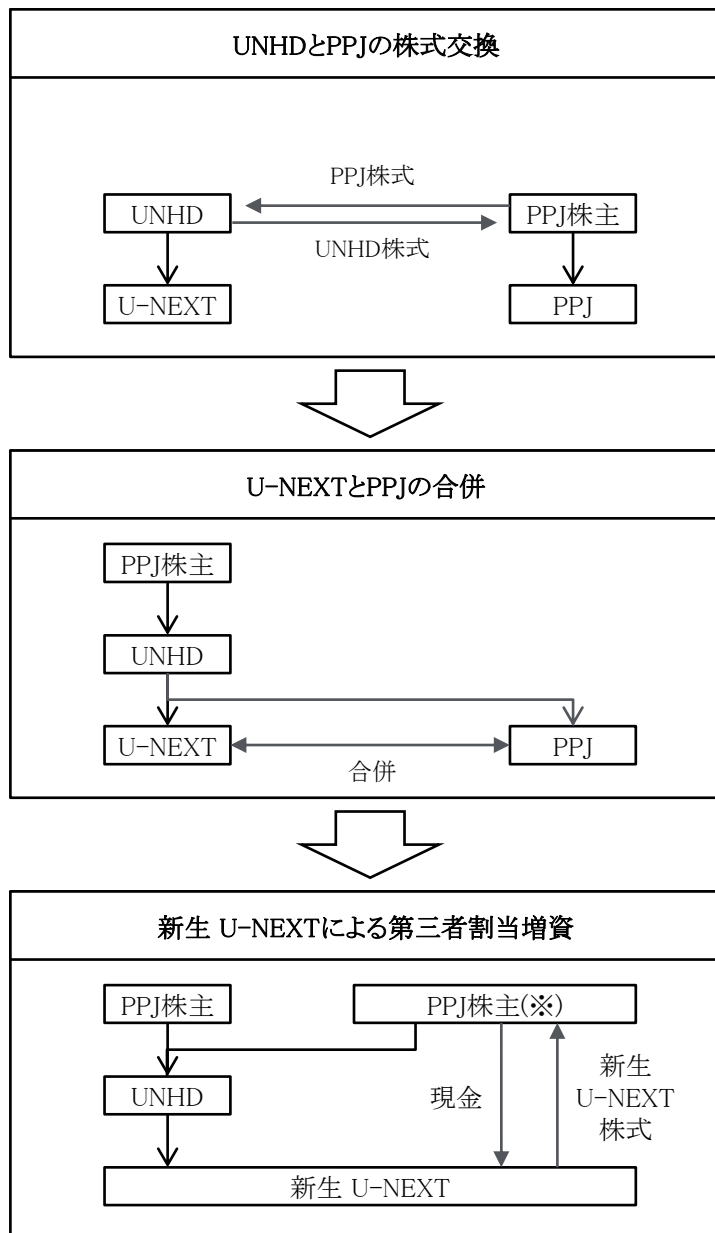 UNHDとPPJの株式交換
PPJ株式
UNHD
PPJ株主
UNHD株式
U-NEXT
PPJ
U-NEXTとPPJの合併
PPJ株主
UNHD
U-NEXT
PPJ
合併
新生 U-NEXTによる第三者割当増資
PPJ株主
PPJ株主(※)
UNHD
現金
新生
U-NEXT
株式
新生 U-NEXT